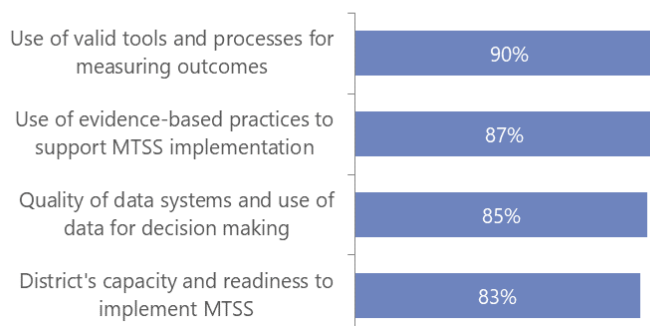 Use of valid tools and processes for
measuring outcomes
90%
Use of evidence-based practices to
support MTSS implementation
87%
Quality of data systems and use of
data for decision making
85%
District's capacity and readiness to
implement MTSS
83%